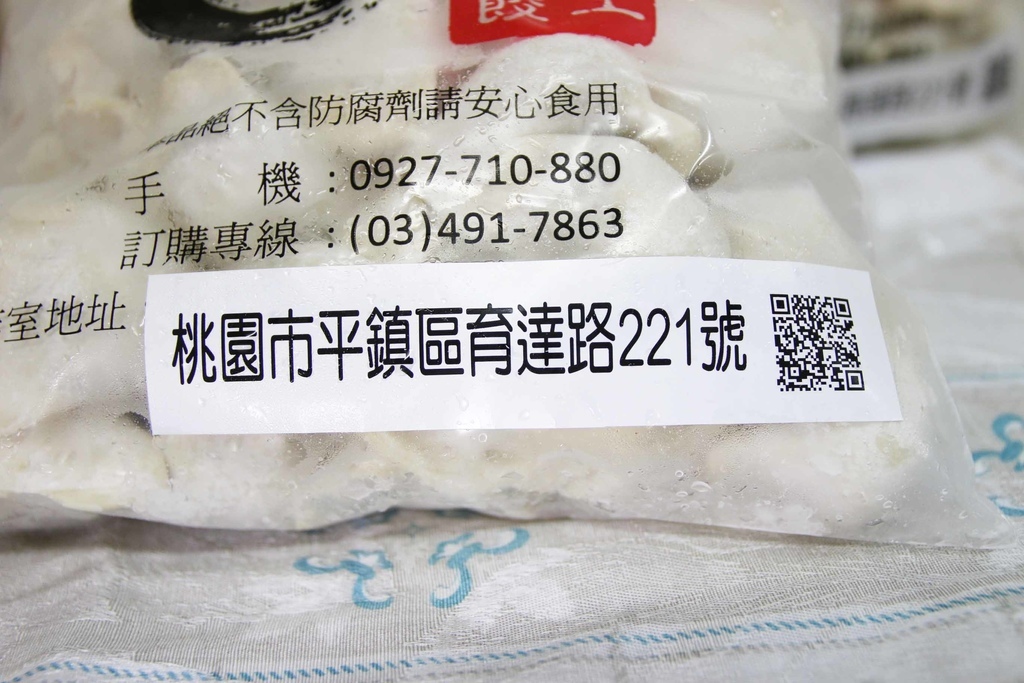 品絕不含防腐劑請安心食用
手 機 : 0927-710-880
訂購專線 : (03)491-7863
室地址 :
桃園市平鎮區育達路221號